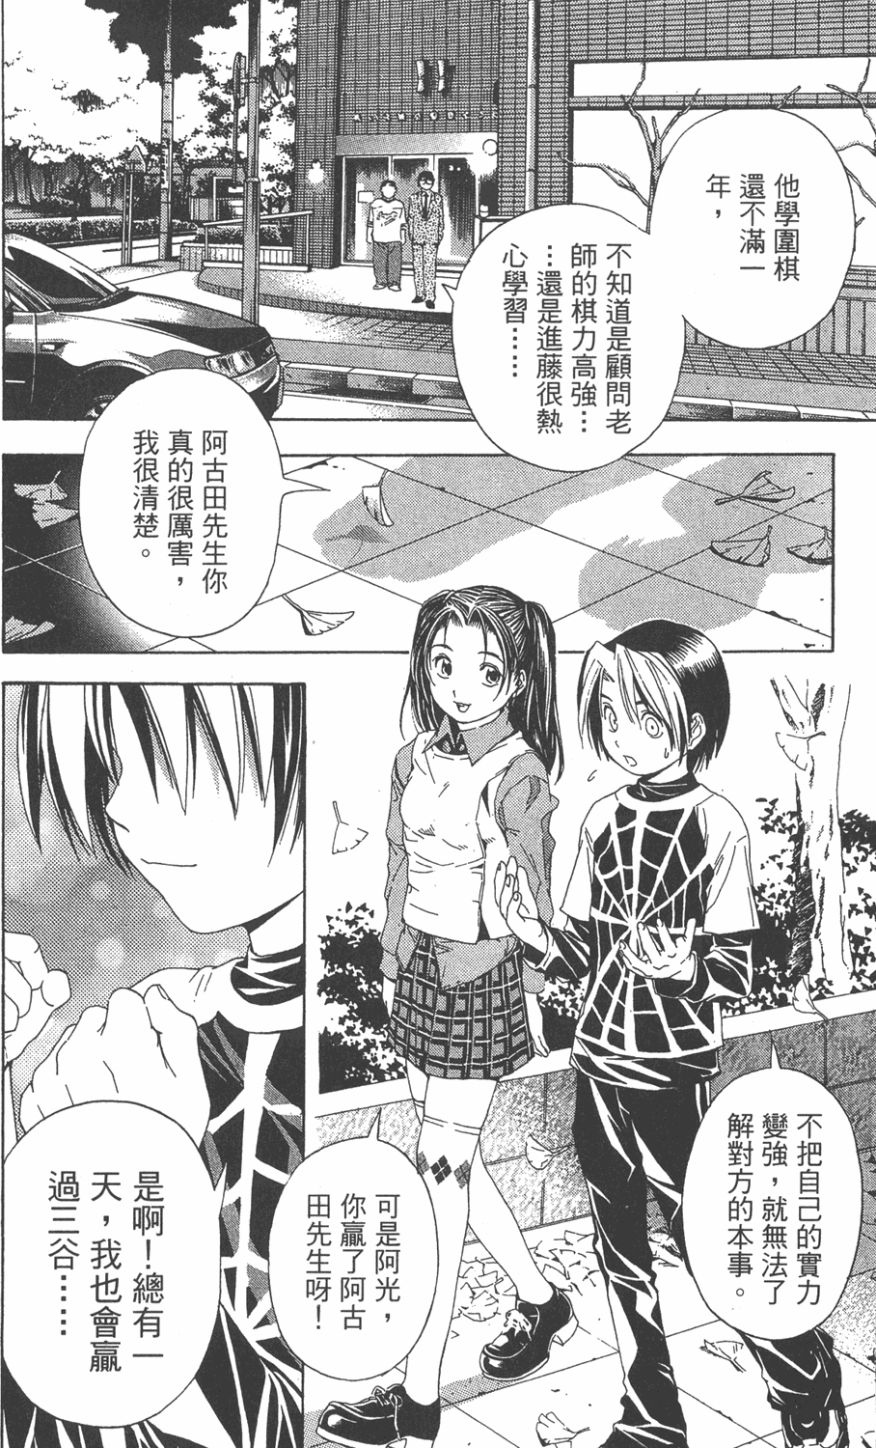 他學圍棋
還不滿一
年，
不知道是顧問老
師的棋力高強…
…還是進藤很熱
心學習……
阿古田先生你
真的很厲害，
我很清楚。
不把自己的實力
變強，就無法了
解對方的本事。
可是阿光，
你贏了阿古
田先生呀！
是啊！總有一
天，我也會贏
過三谷……